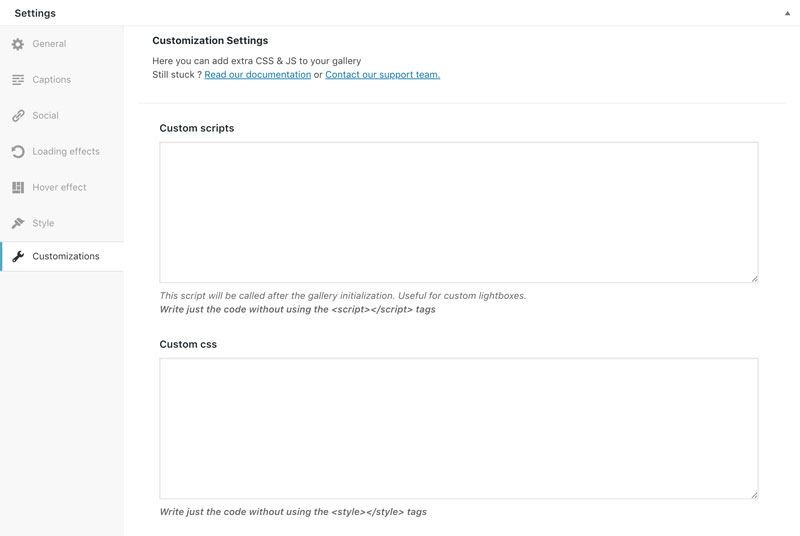 Settings
General
Captions
Social
Loading effects
Hover effect
Style
Customizations
Customization Settings
Here you can add extra CSS & JS to your gallery
Still stuck ? Read our documentation or Contact our support team.
Custom scripts
This script will be called after the gallery initialization. Useful for custom lightboxes.
Write just the code without using the <script></script> tags
Custom css
Write just the code without using the <style></style> tags